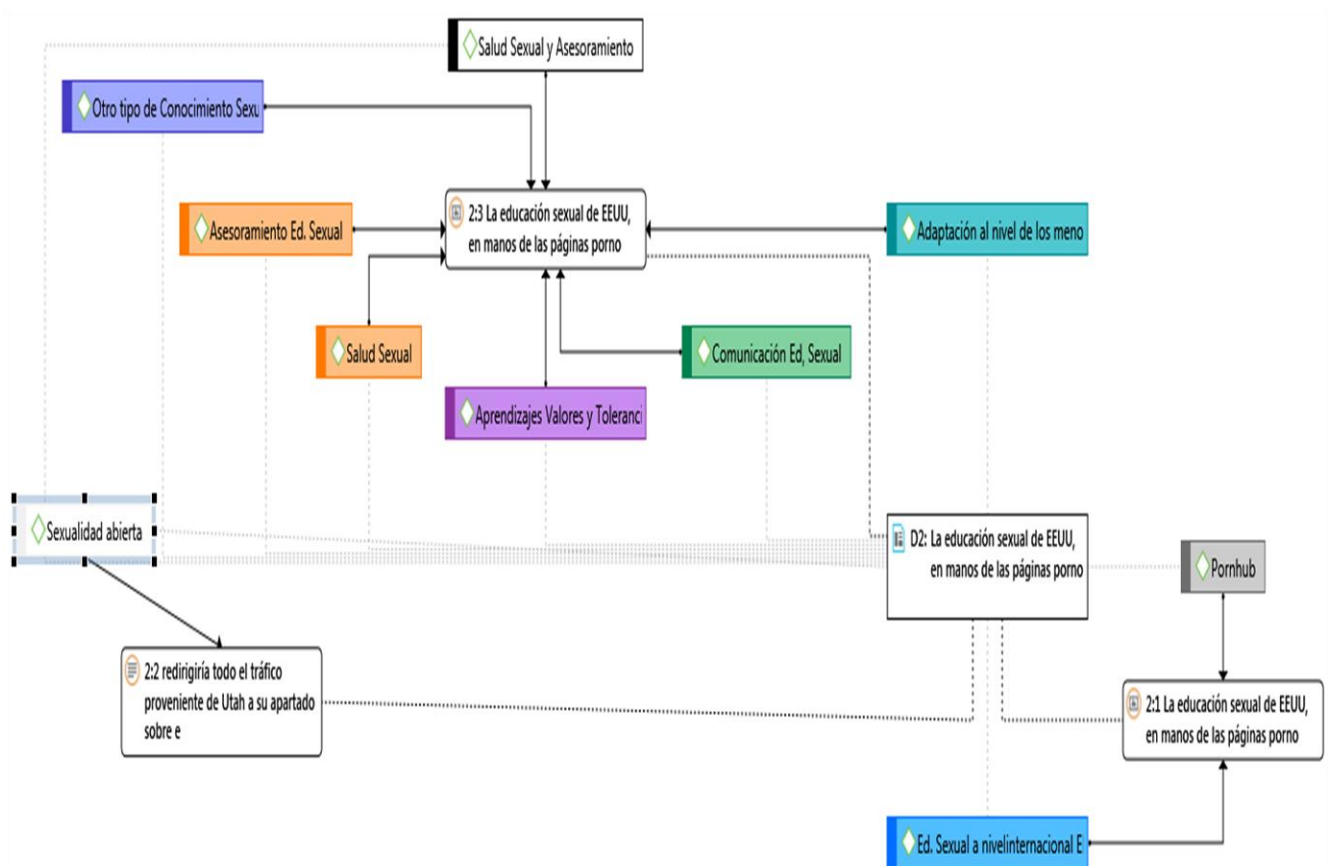 Salud Sexual y Asesoramiento
Otro tipo de Conocimiento Sexu
2:3 La educación sexual de EEUU,
en manos de las páginas porno
Asesoramiento Ed. Sexual
Adaptación al nivel de los meno
Salud Sexual
Comunicación Ed, Sexual
Aprendizajes Valores y Toleranci
Sexualidad abierta
D2: La educación sexual de EEUU,
en manos de las páginas porno
Pornhub
2:2 redirigiría todo el tráfico
proveniente de Utah a su apartado
sobre e
2:1 La educación sexual de EEUU,
en manos de las páginas porno
Ed. Sexual a nivelinternacional E